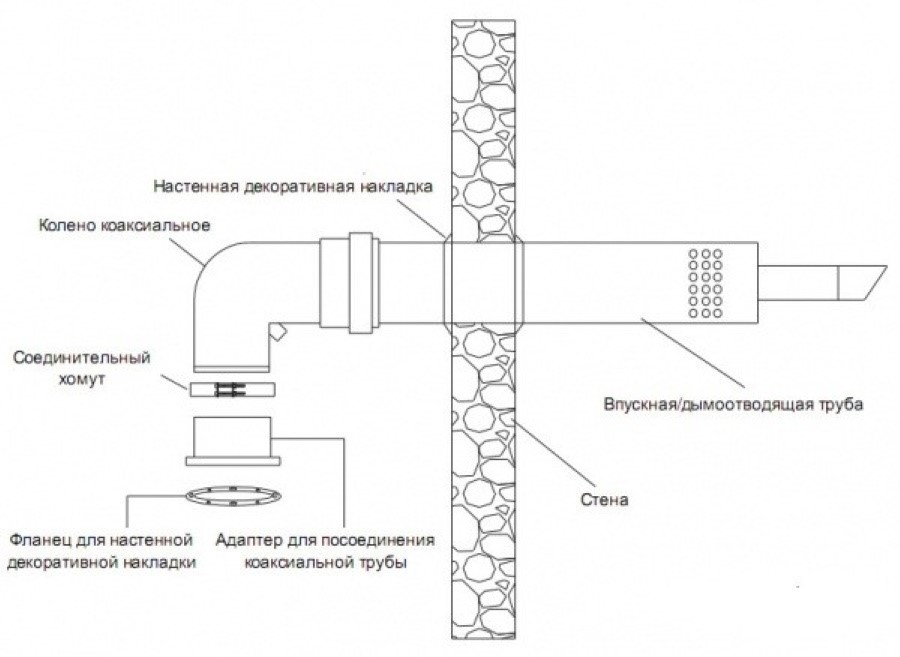 Настенная декоративная накладка
Колено коаксиальное
Соединительный
хомут
Впускная/дымоотводящая труба
Стена
Фланец для настенной
декоративной накладки
Адаптер для посоединения
коаксиальной трубы